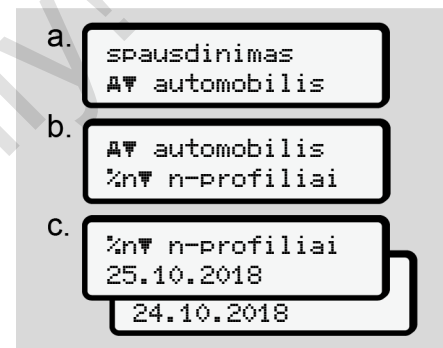 a.
spausdinimas
automobilis
b.
automobilis
%n▼ n-profiliai
c.
%n▼ n-profiliai
25.10.2018
24.10.2018